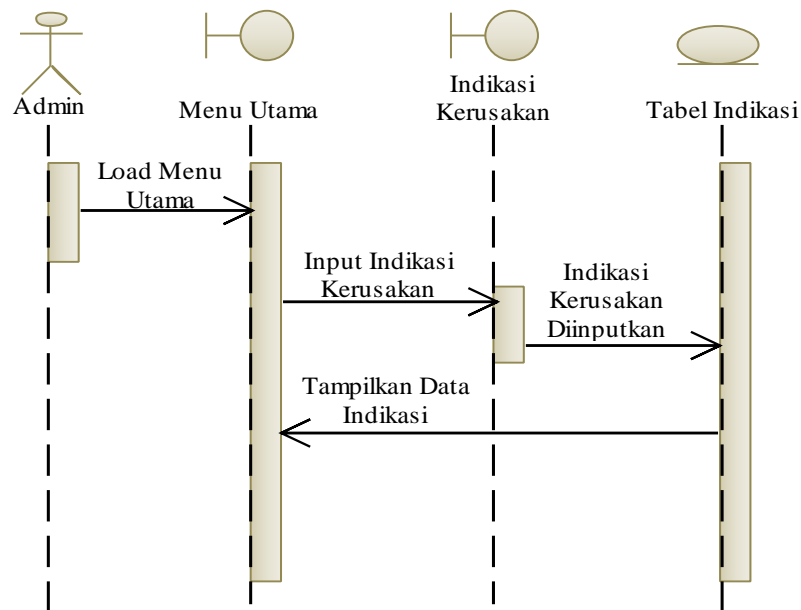 Admin
Menu Utama
Indikasi
Kerusakan
Tabel Indikasi
Load Menu
Utama
Input Indikasi
Kerusakan
Indikasi
Kerusakan
Diinputkan
Tampilkan Data
Indikasi